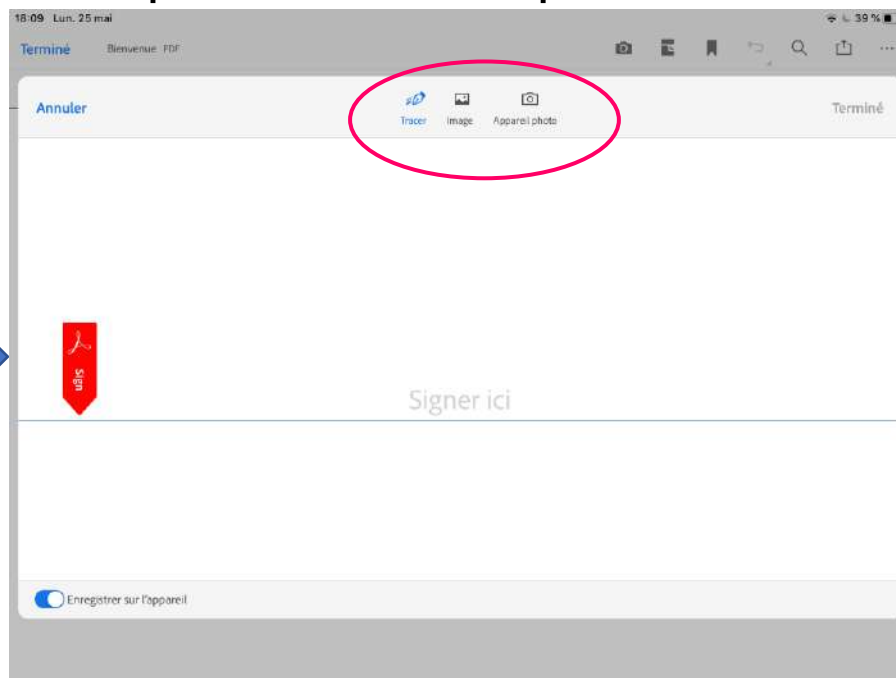 18:09 Lun. 25 mai
39 %
Terminé
Bienvenue PDF
Annuler
Tracer
Image
Appareil photo
Terminé
Sign
Signer ici
Enregistrer sur l'appareil